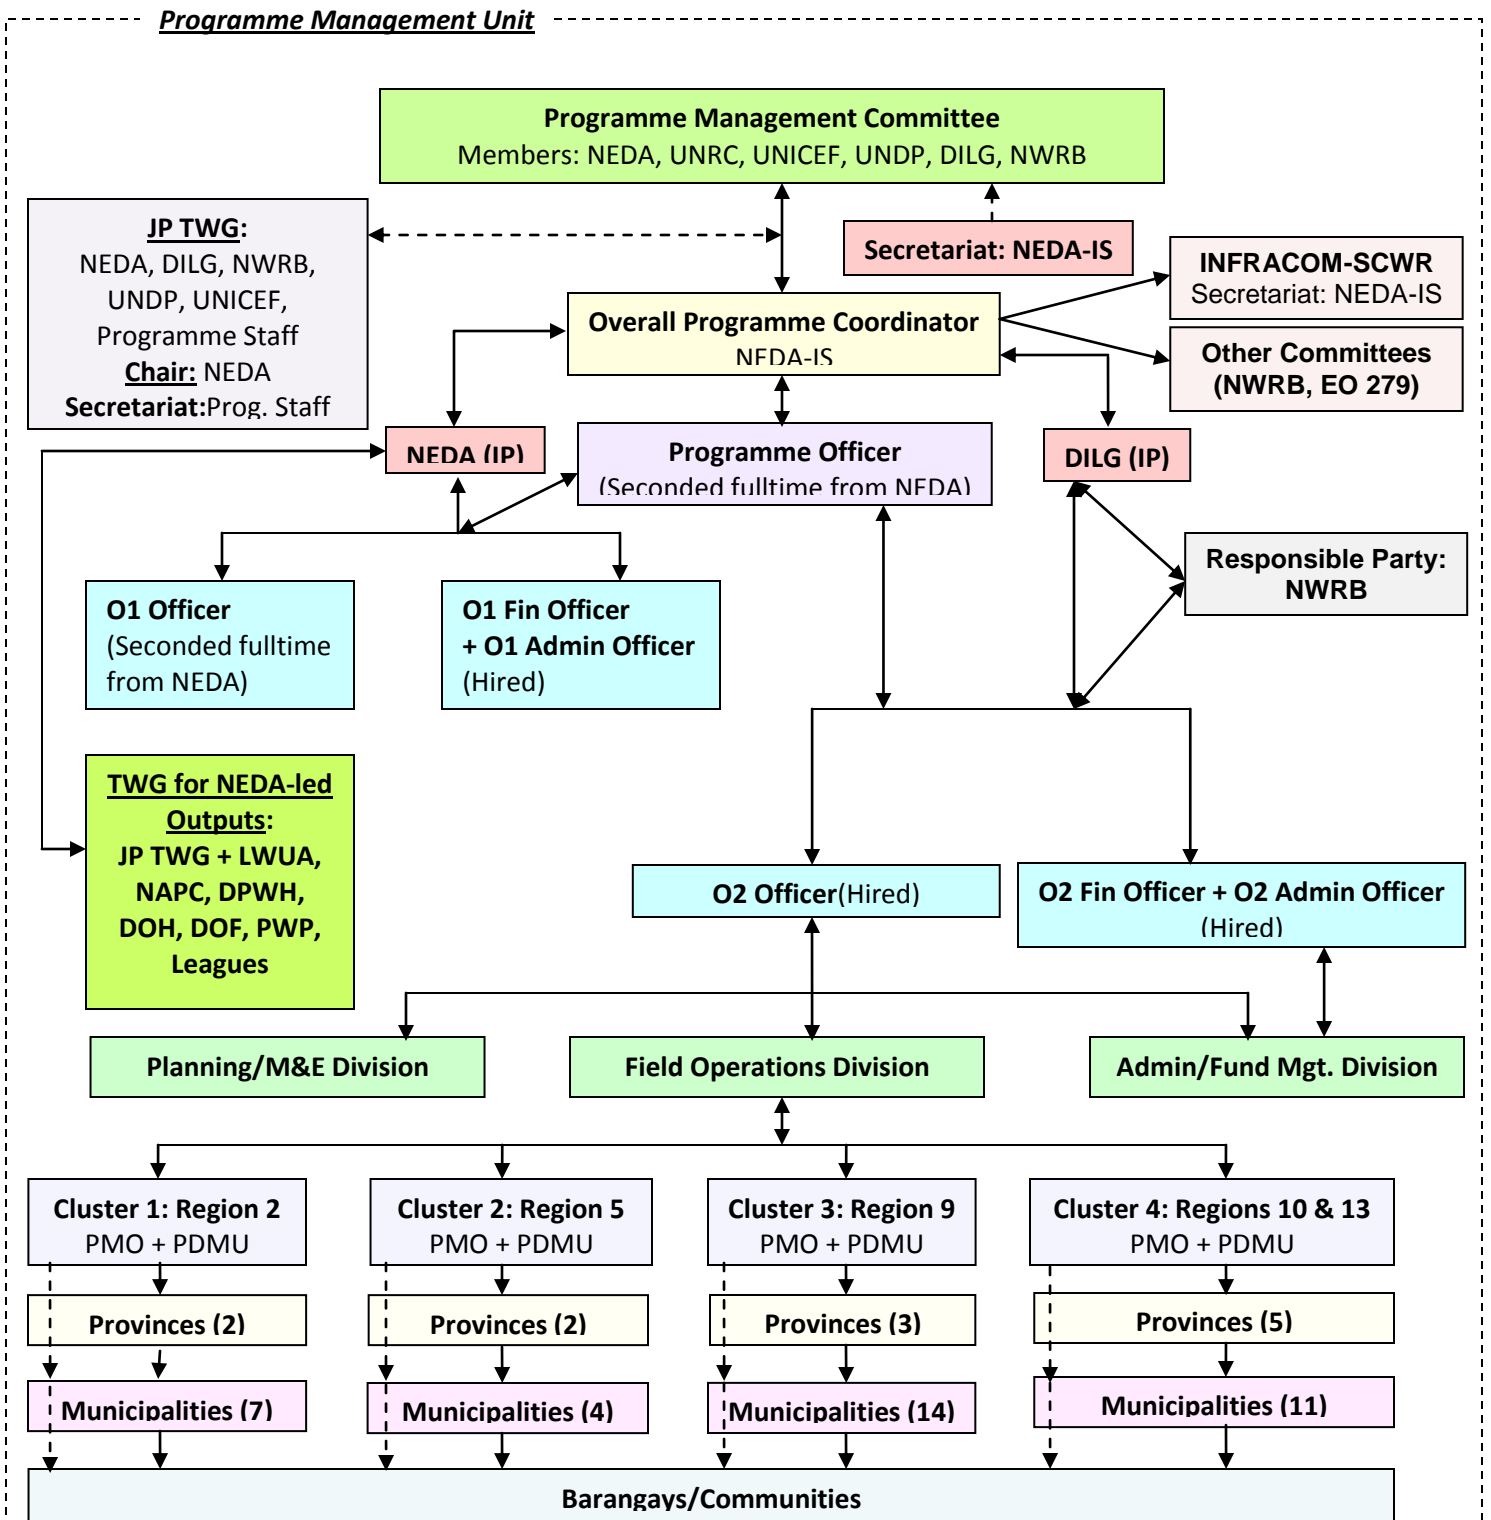 Programme Management Unit
Programme Management Committee
Members: NEDA, UNRC, UNICEF, UNDP, DILG, NWRB
JP TWG:
NEDA, DILG, NWRB,
UNDP, UNICEF,
Programme Staff
Chair: NEDA
Secretariat:Prog. Staff
Secretariat: NEDA-IS
INFRACOM-SCWR
Secretariat: NEDA-IS
Overall Programme Coordinator
NEDA-IS
Other Committees
(NWRB, EO 279)
NEDA (IP)
Programme Officer
(Seconded fulltime from NEDA)
DILG (IP)
Responsible Party:
NWRB
O1 Officer
(Seconded fulltime
from NEDA)
O1 Fin Officer
+ O1 Admin Officer
(Hired)
TWG for NEDA-led
Outputs:
JP TWG + LWUA,
NAPC, DPWH,
DOH, DOF, PWP,
Leagues
O2 Officer(Hired)
O2 Fin Officer + O2 Admin Officer
(Hired)
Planning/M&E Division
Field Operations Division
Admin/Fund Mgt. Division
Cluster 1: Region 2
PMO + PDMU
Cluster 2: Region 5
PMO + PDMU
Cluster 3: Region 9
PMO + PDMU
Cluster 4: Regions 10 & 13
PMO + PDMU
Provinces (2)
Provinces (2)
Provinces (3)
Provinces (5)
Municipalities (7)
Municipalities (4)
Municipalities (14)
Municipalities (11)
Barangays/Communities